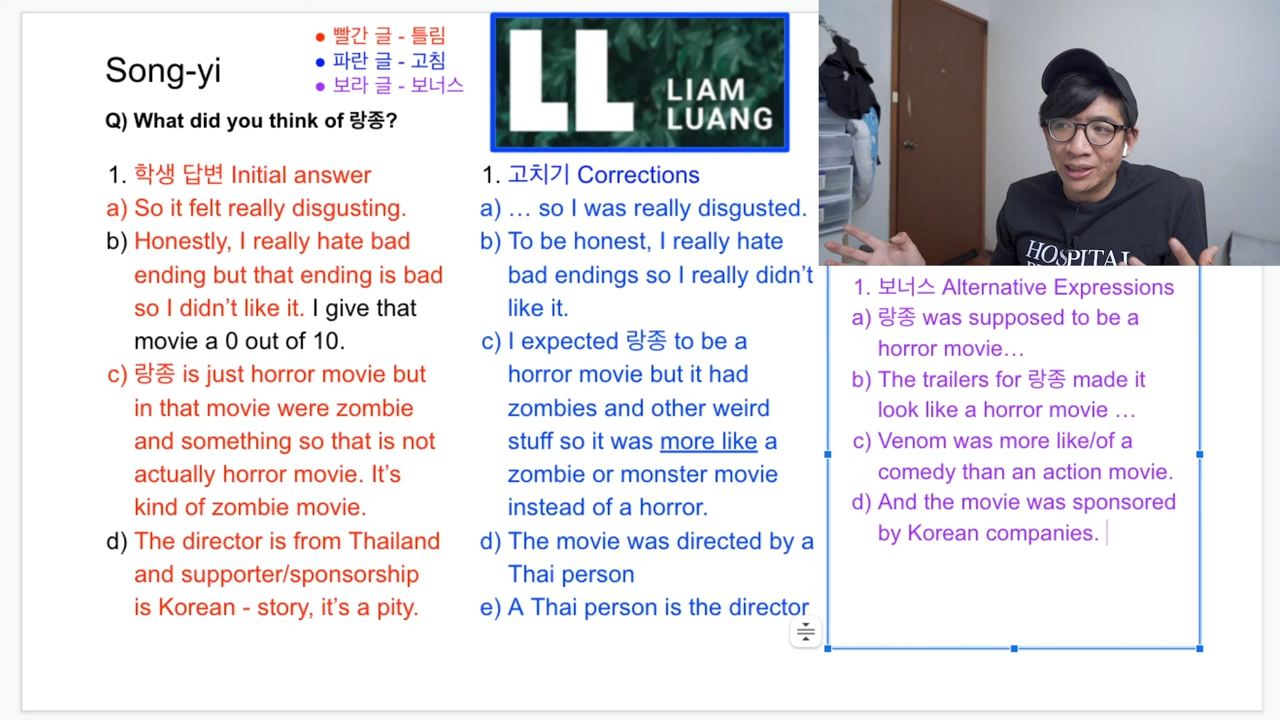 Song-yi
• 빨간 글 - 틀림
• 파란 글 - 고침
• 보라 글 - 보너스
Q) What did you think of 랑종?
LL
LIAM
LUANG
1. 학생 답변 Initial answer
a) So it felt really disgusting.
b) Honestly, I really hate bad
ending but that ending is bad
so I didn't like it. I give that
movie a 0 out of 10.
c) 랑종 is just horror movie but
in that movie were zombie
and something so that is not
actually horror movie. It's
kind of zombie movie.
d) The director is from Thailand
and supporter/sponsorship
is Korean - story, it's a pity.
1. 고치기 Corrections
a) … so I was really disgusted.
b) To be honest, I really hate
bad endings so I really didn't
like it.
c) I expected 랑종 to be a
horror movie but it had
zombies and other weird
stuff so it was more like a
zombie or monster movie
instead of a horror.
d) The movie was directed by a
Thai person
e) A Thai person is the director
HOSPITAL
1. 보너스 Alternative Expressions
a) 랑종 was supposed to be a
horror movie…
b) The trailers for 랑종 made it
look like a horror movie …
c) Venom was more like/of a
comedy than an action movie.
d) And the movie was sponsored
by Korean companies.